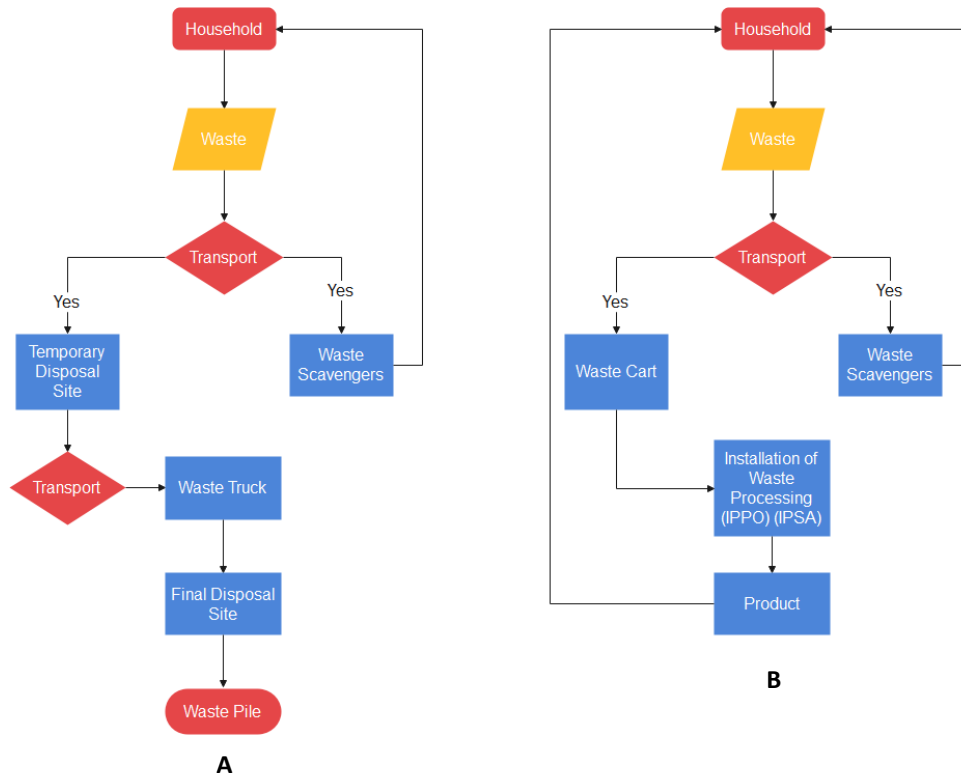 Household
Waste
Transport
Yes
Yes
Temporary
Disposal
Site
Waste
Scavengers
Transport
Waste Truck
Final Disposal
Site
Waste Pile
A
Household
Waste
Transport
Yes
Yes
Waste Cart
Waste
Scavengers
Installation of
Waste
Processing
(IPPO) (IPSA)
Product
B